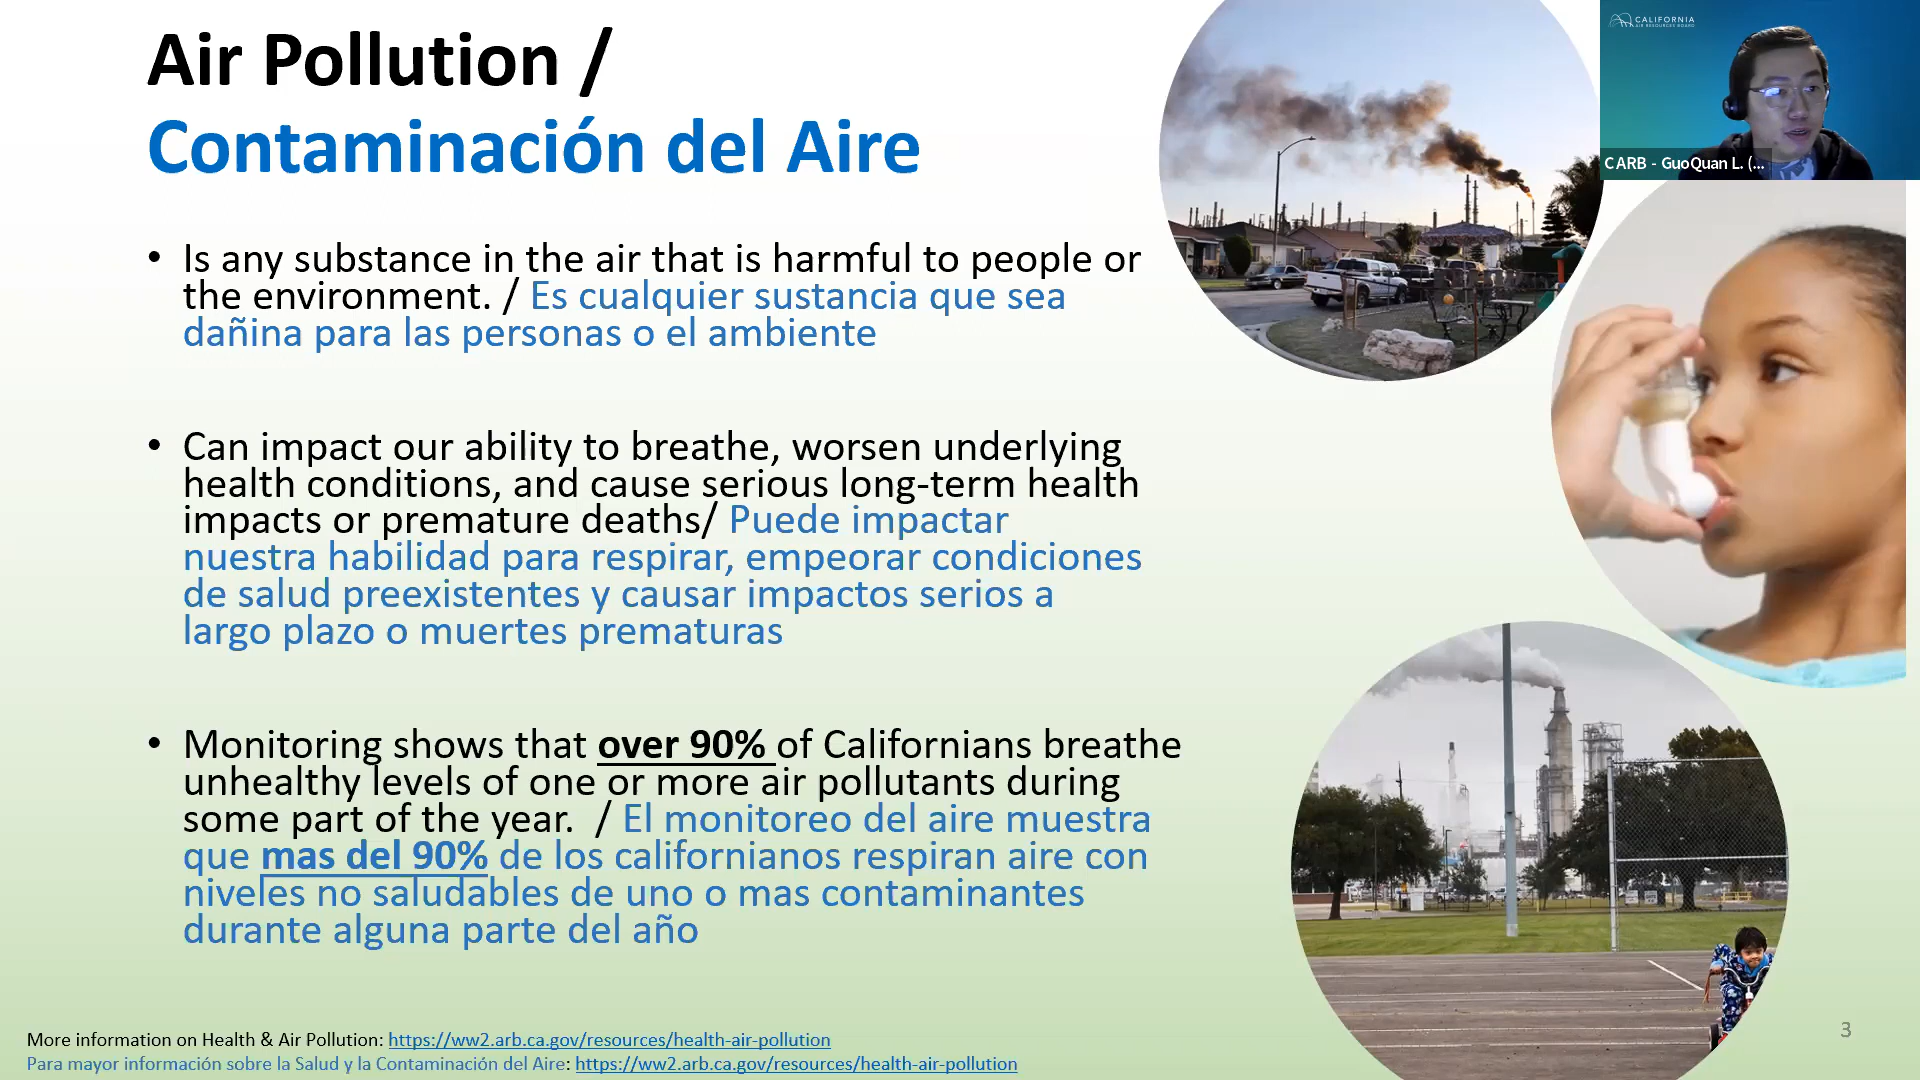 Air Pollution /
Contaminación del Aire
• Is any substance in the air that is harmful to people or
the environment. / Es cualquier sustancia que sea
dañina para las personas o el ambiente
• Can impact our ability to breathe, worsen underlying
health conditions, and cause serious long-term health
impacts or premature deaths/ Puede impactar
nuestra habilidad para respirar, empeorar condiciones
de salud preexistentes y causar impactos serios a
largo plazo o muertes prematuras
• Monitoring shows that over 90% of Californians breathe
unhealthy levels of one or more air pollutants during
some part of the year.  / El monitoreo del aire muestra
que mas del 90% de los californianos respiran aire con
niveles no saludables de uno o mas contaminantes
durante alguna parte del año
More information on Health & Air Pollution: https://ww2.arb.ca.gov/resources/health-air-pollution
Para mayor información sobre la Salud y la Contaminación del Aire: https://ww2.arb.ca.gov/resources/health-air-pollution
3
CALIFORNIA
AIR RESOURCES BOARD
CARB - GuoQuan L. (...